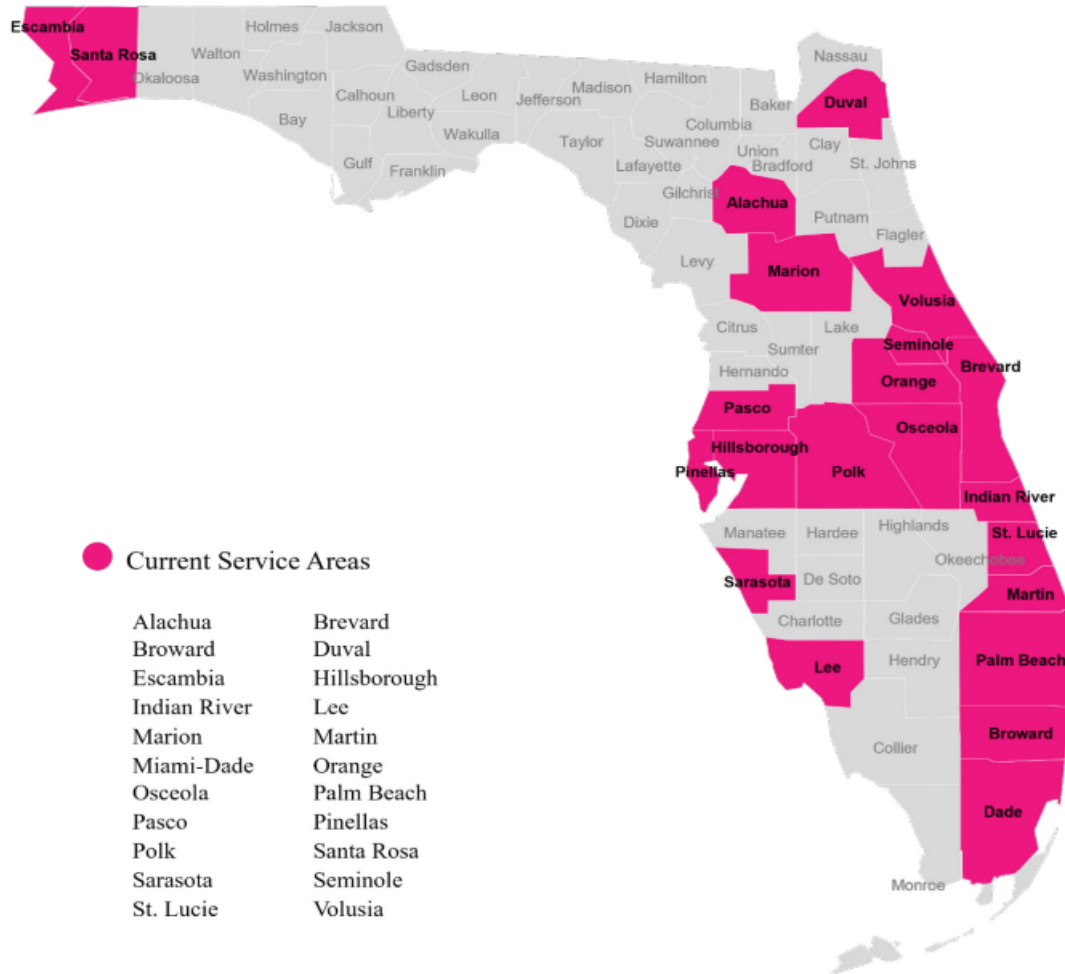 Escambia
Holmes
Jackson
Santa Rosa
Walton
Okaloosa
Washington
Gadsden
Calhoun
Leon
Liberty
Bay
Gulf
Franklin
Wakulla
Jefferson
Madison
Hamilton
Taylor
Suwannee
Lafayette
Columbia
Baker
Nassau
Duval
Union
Bradford
Clay
St. Johns
Gilchrist
Alachua
Dixie
Putnam
Flagler
Levy
Marion
Volusia
Citrus
Lake
Sumter
Seminole
Hernando
Brevard
Orange
Pasco
Osceola
Hillsborough
Pinellas
Polk
Indian River
Manatee
Hardee
Highlands
St. Lucie
Okeechobee
Sarasota
De Soto
Martin
Charlotte
Glades
Lee
Hendry
Palm Beach
Collier
Broward
Dade
Monroe
Current Service Areas
Alachua Brevard
Broward Duval
Escambia Hillsborough
Indian River Lee
Marion Martin
Miami-Dade Orange
Osceola Palm Beach
Pasco Pinellas
Polk Santa Rosa
Sarasota Seminole
St. Lucie Volusia